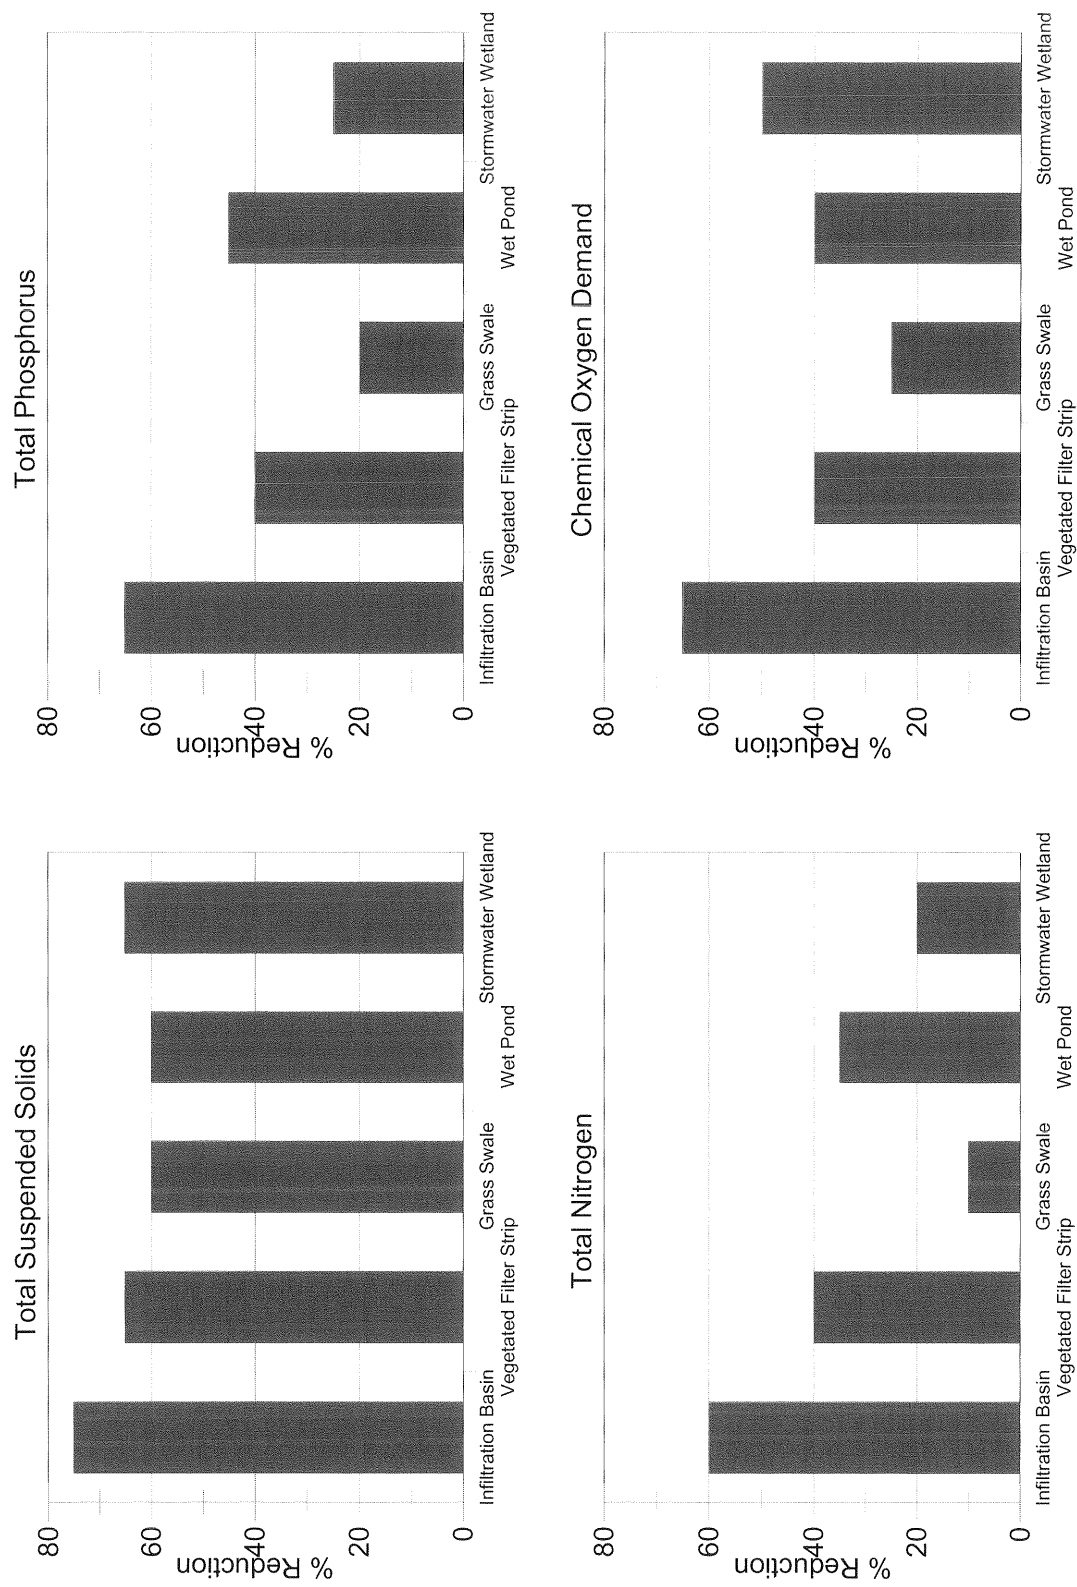 Total Suspended Solids
% Reduction
80
60
40
20
0
Infiltration Basin
Vegetated Filter Strip
Grass Swale
Wet Pond
Stormwater Wetland
Total Phosphorus
% Reduction
80
60
40
20
0
Infiltration Basin
Vegetated Filter Strip
Grass Swale
Wet Pond
Stormwater Wetland
Total Nitrogen
% Reduction
80
60
40
20
0
Infiltration Basin
Vegetated Filter Strip
Grass Swale
Wet Pond
Stormwater Wetland
Chemical Oxygen Demand
% Reduction
80
60
40
20
0
Infiltration Basin
Vegetated Filter Strip
Grass Swale
Wet Pond
Stormwater Wetland